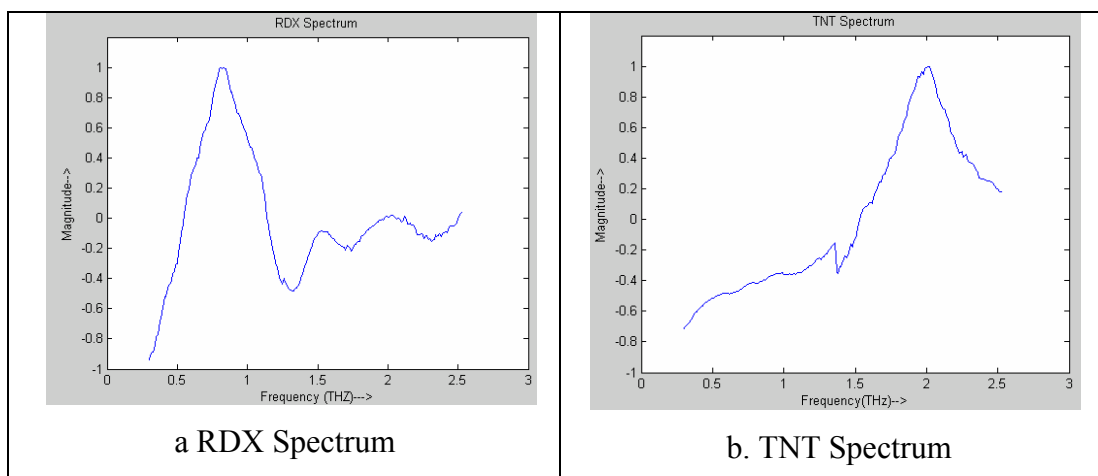 RDX Spectrum
1
0.8
0.6
0.4
0.2
0
-0.2
-0.4
-0.6
-0.8
-1
Magnitude-->
0 0.5 1 1.5 2 2.5 3
Frequency (THZ)--->
a RDX Spectrum
TNT Spectrum
1
0.8
0.6
0.4
0.2
0
-0.2
-0.4
-0.6
-0.8
-1
Magnitude-->
0 0.5 1 1.5 2 2.5 3
Frequency(THz)-->
b. TNT Spectrum